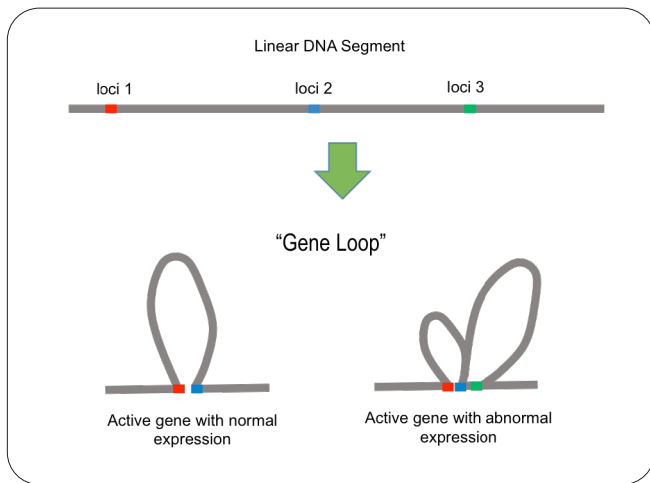 Linear DNA Segment
loci 1 loci 2 loci 3
“Gene Loop”
Active gene with normal
expression
Active gene with abnormal
expression